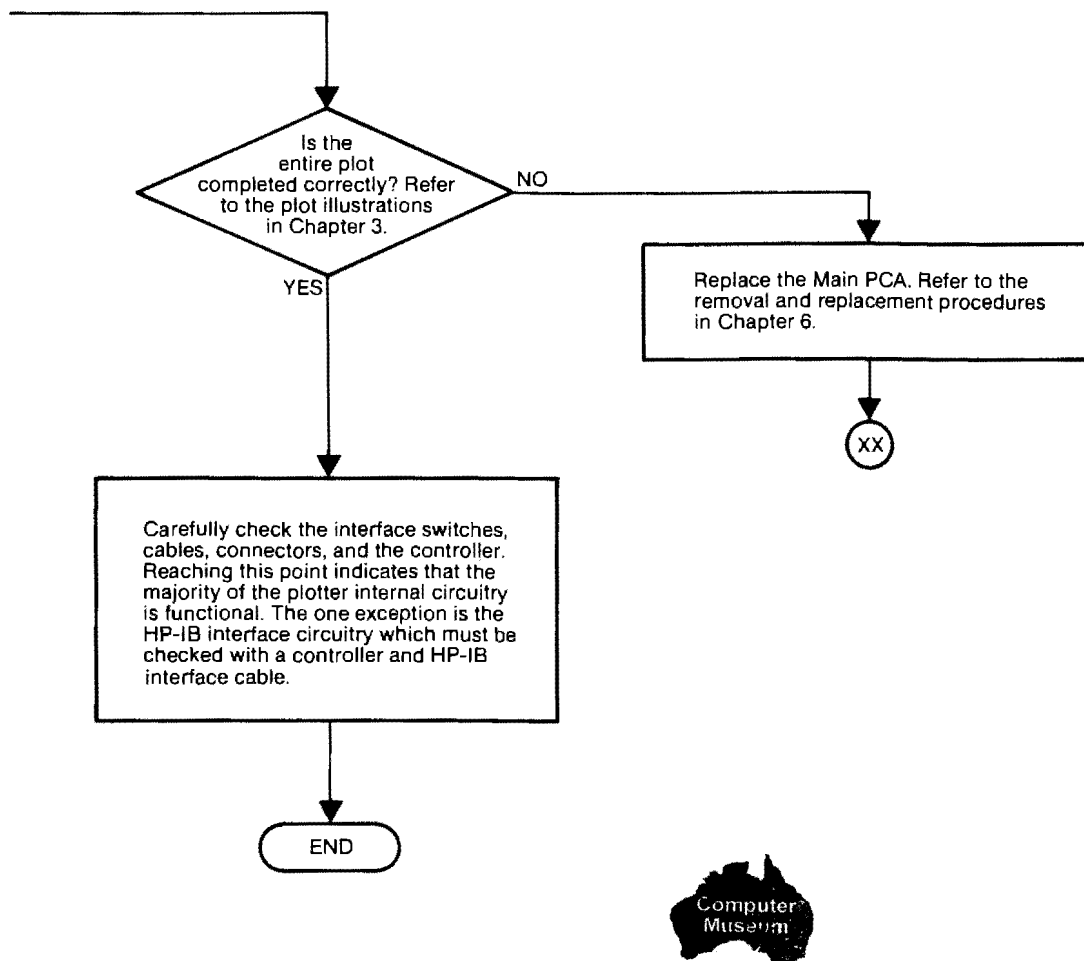 Is the
entire plot
completed correctly? Refer
to the plot illustrations
in Chapter 3.
NO
YES
Replace the Main PCA. Refer to the
removal and replacement procedures
in Chapter 6.
XX
Carefully check the interface switches,
cables, connectors, and the controller.
Reaching this point indicates that the
majority of the plotter internal circuitry
is functional. The one exception is the
HP-IB interface circuitry which must be
checked with a controller and HP-IB
interface cable.
END
Computer
Museum